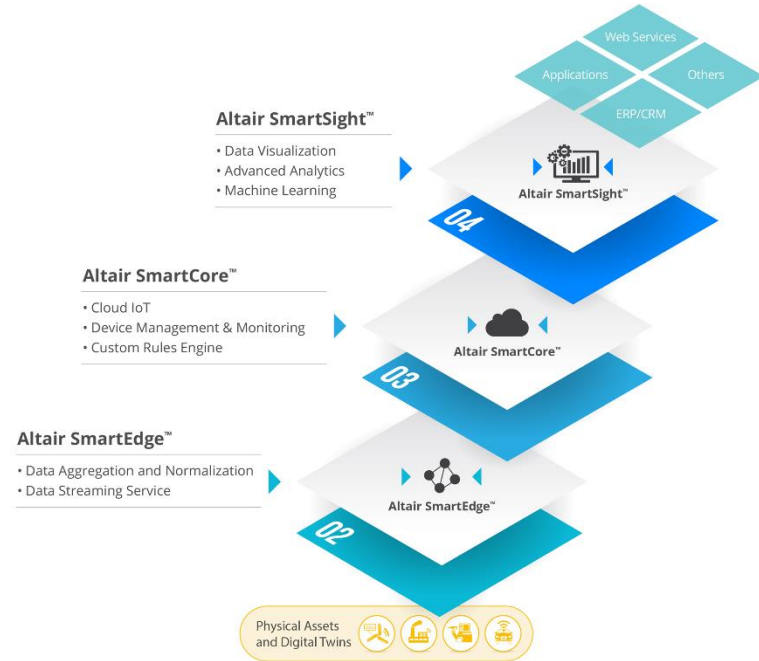 Web Services
Applications
Others
ERP/CRM
Altair SmartSight™
• Data Visualization
• Advanced Analytics
• Machine Learning
Altair SmartSight™
04
Altair SmartCore™
• Cloud IoT
• Device Management & Monitoring
• Custom Rules Engine
Altair SmartCore™
03
Altair SmartEdge™
• Data Aggregation and Normalization
• Data Streaming Service
Altair SmartEdge™
02
Physical Assets
and Digital Twins